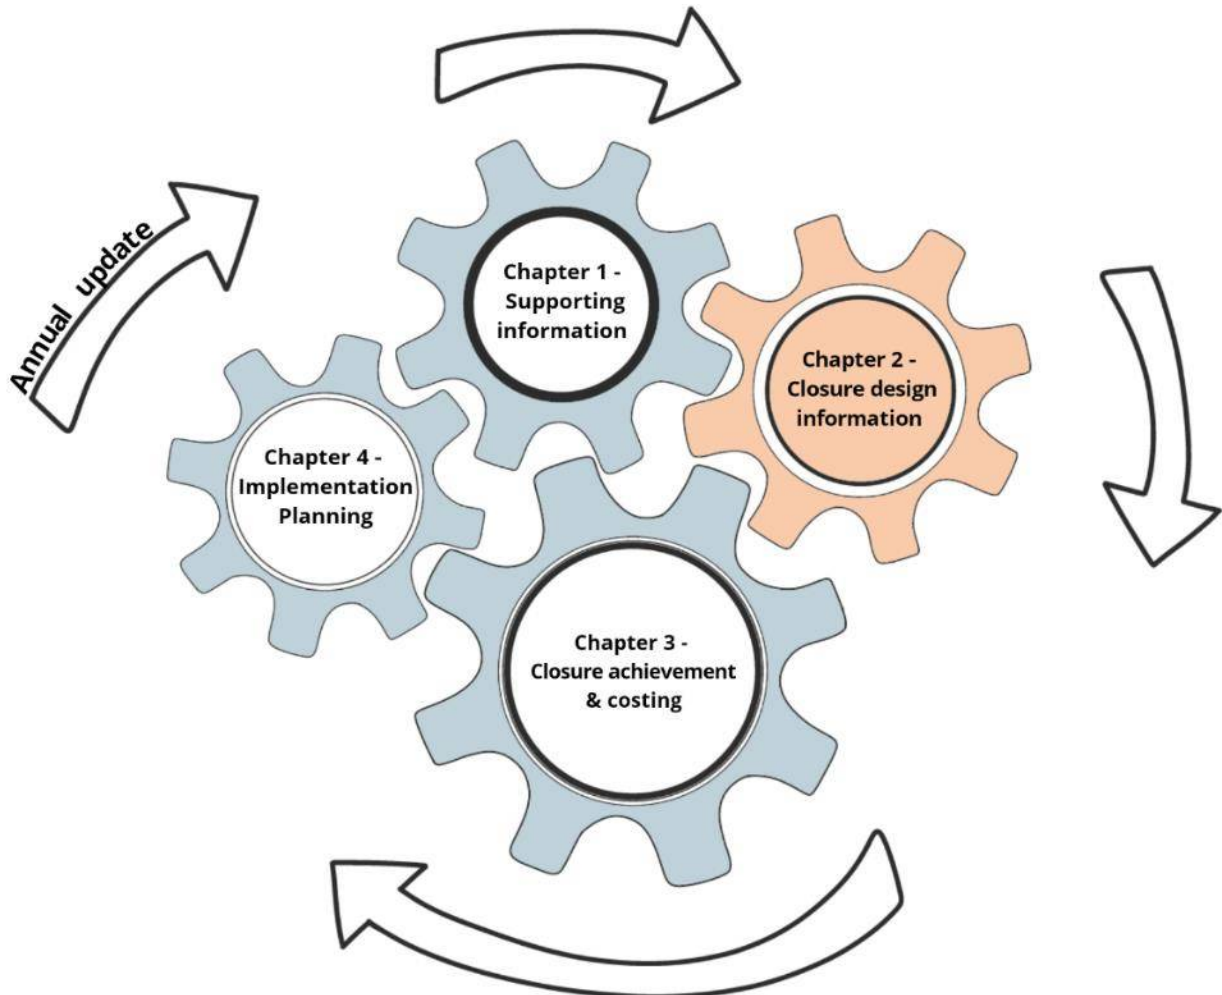 Annual update
Chapter 1 -
Supporting
information
Chapter 2 -
Closure design
information
Chapter 3 -
Closure achievement
& costing
Chapter 4 -
Implementation
Planning